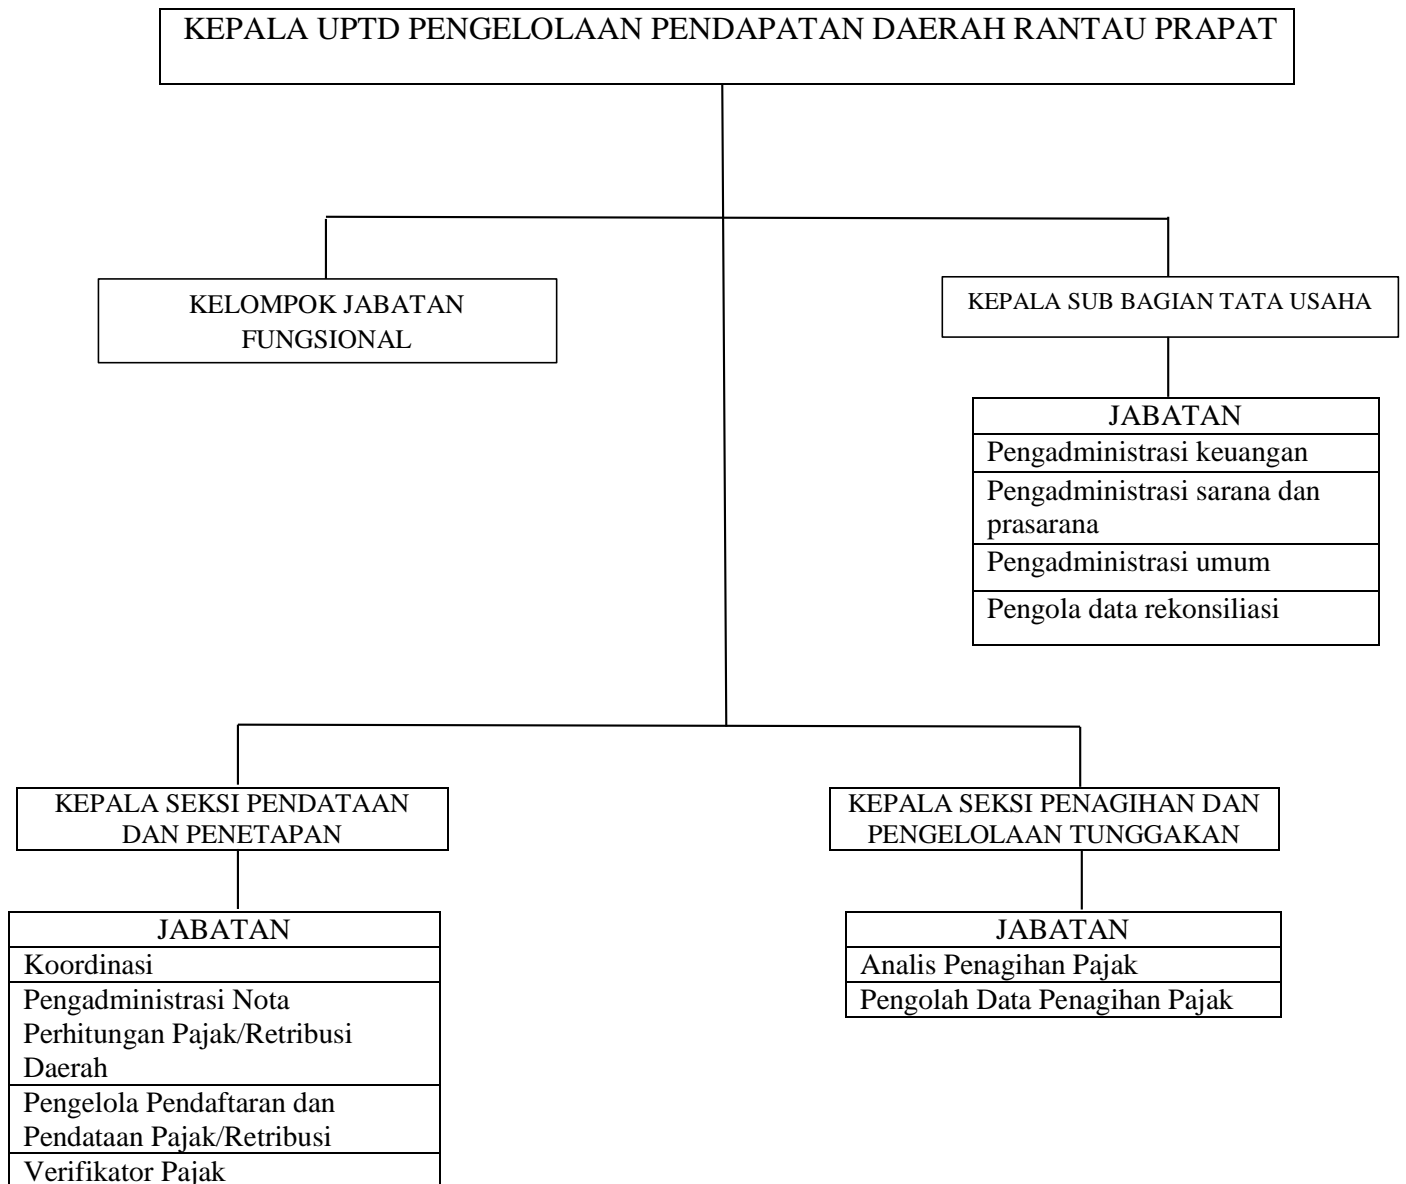 KEPALA UPTD PENGELOLAAN PENDAPATAN DAERAH RANTAU PRAPAT
KELOMPOK JABATAN
FUNGSIONAL
KEPALA SUB BAGIAN TATA USAHA
JABATAN
Pengadministrasi keuangan
Pengadministrasi sarana dan
prasarana
Pengadministrasi umum
Pengola data rekonsiliasi
KEPALA SEKSI PENDATAAN
DAN PENETAPAN
JABATAN
Koordinasi
Pengadministrasi Nota
Perhitungan Pajak/Retribusi
Daerah
Pengelola Pendaftaran dan
Pendataan Pajak/Retribusi
Verifikator Pajak
KEPALA SEKSI PENAGIHAN DAN
PENGELOLAAN TUNGGAKAN
JABATAN
Analis Penagihan Pajak
Pengolah Data Penagihan Pajak